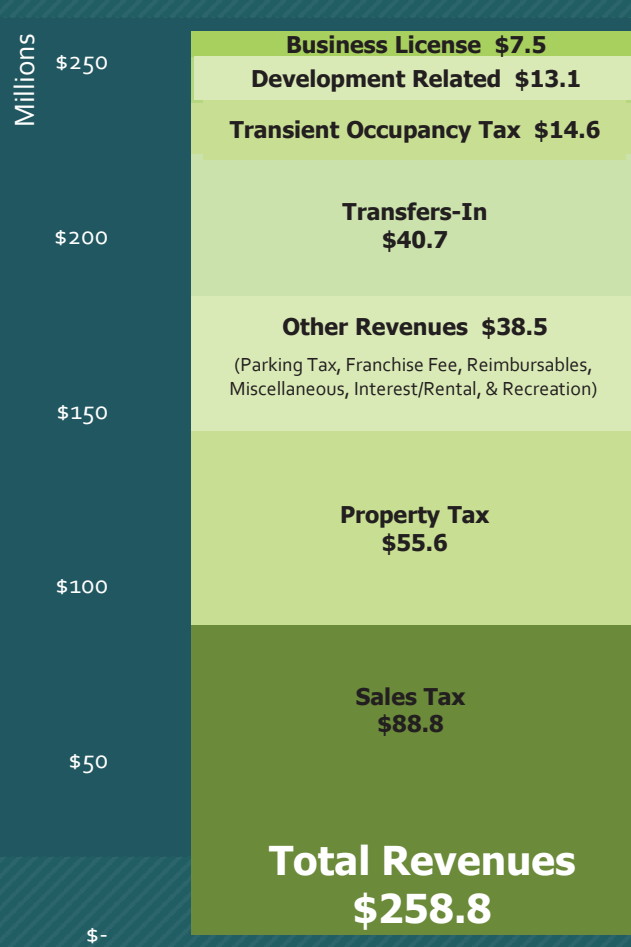 Millions
$250
$200
$150
$100
$50
$-
Business License $7.5
Development Related $13.1
Transient Occupancy Tax $14.6
Transfers-In
$40.7
Other Revenues $38.5
(Parking Tax, Franchise Fee, Reimbursables,
Miscellaneous, Interest/Rental, & Recreation)
Property Tax
$55.6
Sales Tax
$88.8
Total Revenues
$258.8